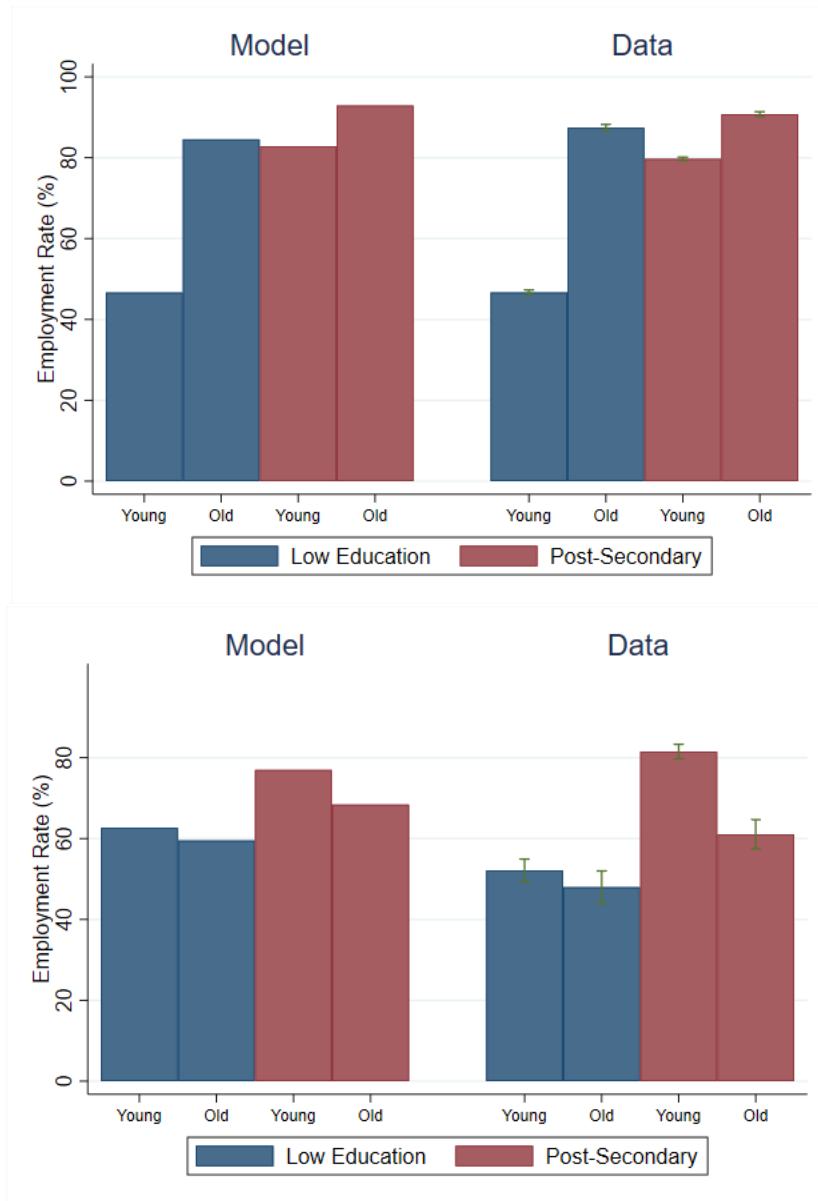 Model Data
Employment Rate (%)
100
80
60
40
20
0
Young Old Young Old Young Old Young Old
Low Education Post-Secondary
Model Data
Employment Rate (%)
80
60
40
20
0
Young Old Young Old Young Old Young Old
Low Education Post-Secondary